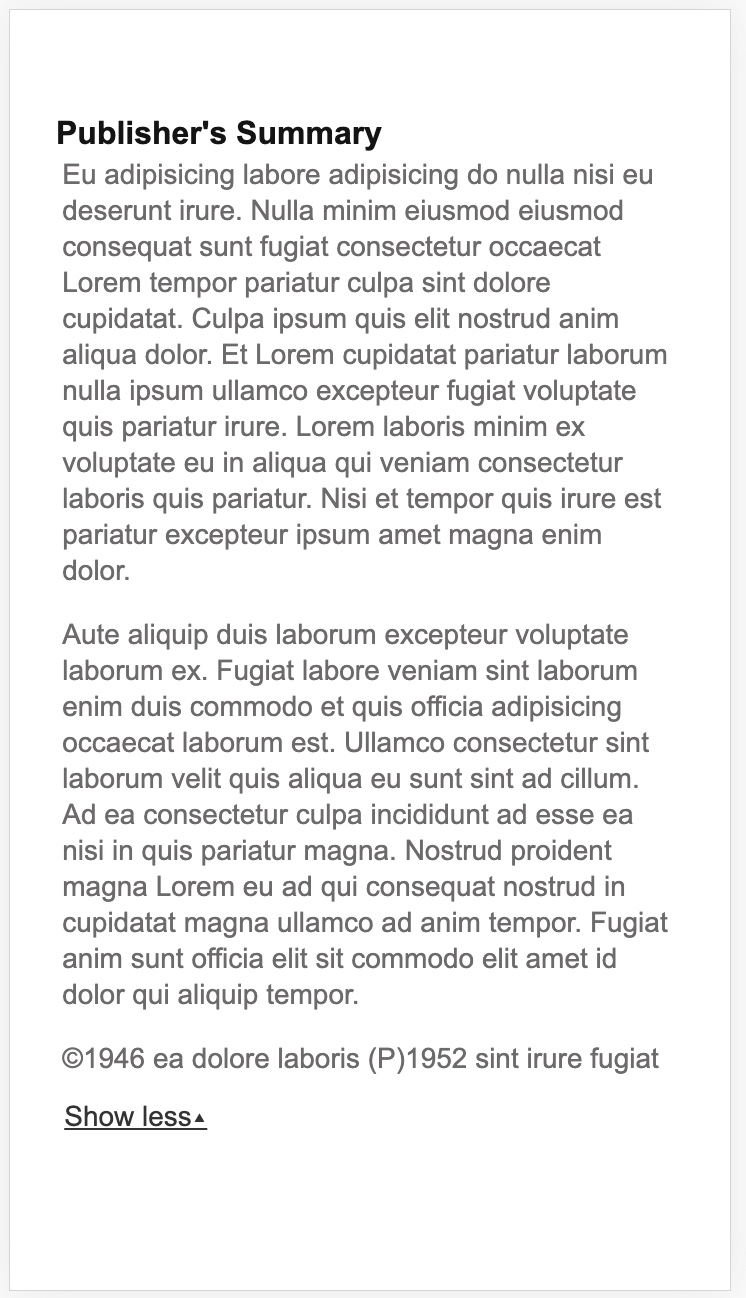 Publisher's Summary
Eu adipisicing labore adipisicing do nulla nisi eu
deserunt irure. Nulla minim eiusmod eiusmod
consequat sunt fugiat consectetur occaecat
Lorem tempor pariatur culpa sint dolore
cupidatat. Culpa ipsum quis elit nostrud anim
aliqua dolor. Et Lorem cupidatat pariatur laborum
nulla ipsum ullamco excepteur fugiat voluptate
quis pariatur irure. Lorem laboris minim ex
voluptate eu in aliqua qui veniam consectetur
laboris quis pariatur. Nisi et tempor quis irure est
pariatur excepteur ipsum amet magna enim
dolor.
Aute aliquip duis laborum excepteur voluptate
laborum ex. Fugiat labore veniam sint laborum
enim duis commodo et quis officia adipisicing
occaecat laborum est. Ullamco consectetur sint
laborum velit quis aliqua eu sunt sint ad cillum.
Ad ea consectetur culpa incididunt ad esse ea
nisi in quis pariatur magna. Nostrud proident
magna Lorem eu ad qui consequat nostrud in
cupidatat magna ullamco ad anim tempor. Fugiat
anim sunt officia elit sit commodo elit amet id
dolor qui aliquip tempor.
©1946 ea dolore laboris (P)1952 sint irure fugiat
Show less▴